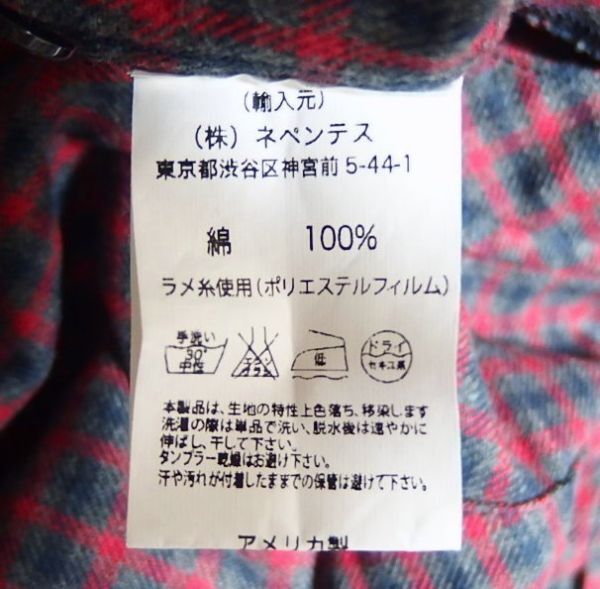 （輸入元）
（株）ネペンテス
東京都渋谷区神宮前 5-44-1
綿 100%
ラメ糸使用（ポリエステルフィルム）
手洗い
30
中性
エンソ
サラシ
低
ドライ
セキユ系
本製品は、生地の特性上色落ち、移染します
洗濯の際は単品で洗い、脱水後は速やかに
伸ばし、干して下さい。
タンブラー乾燥はお避け下さい。
汗や汚れが付着したままでの保管は避けて下さい。
アメリカ製